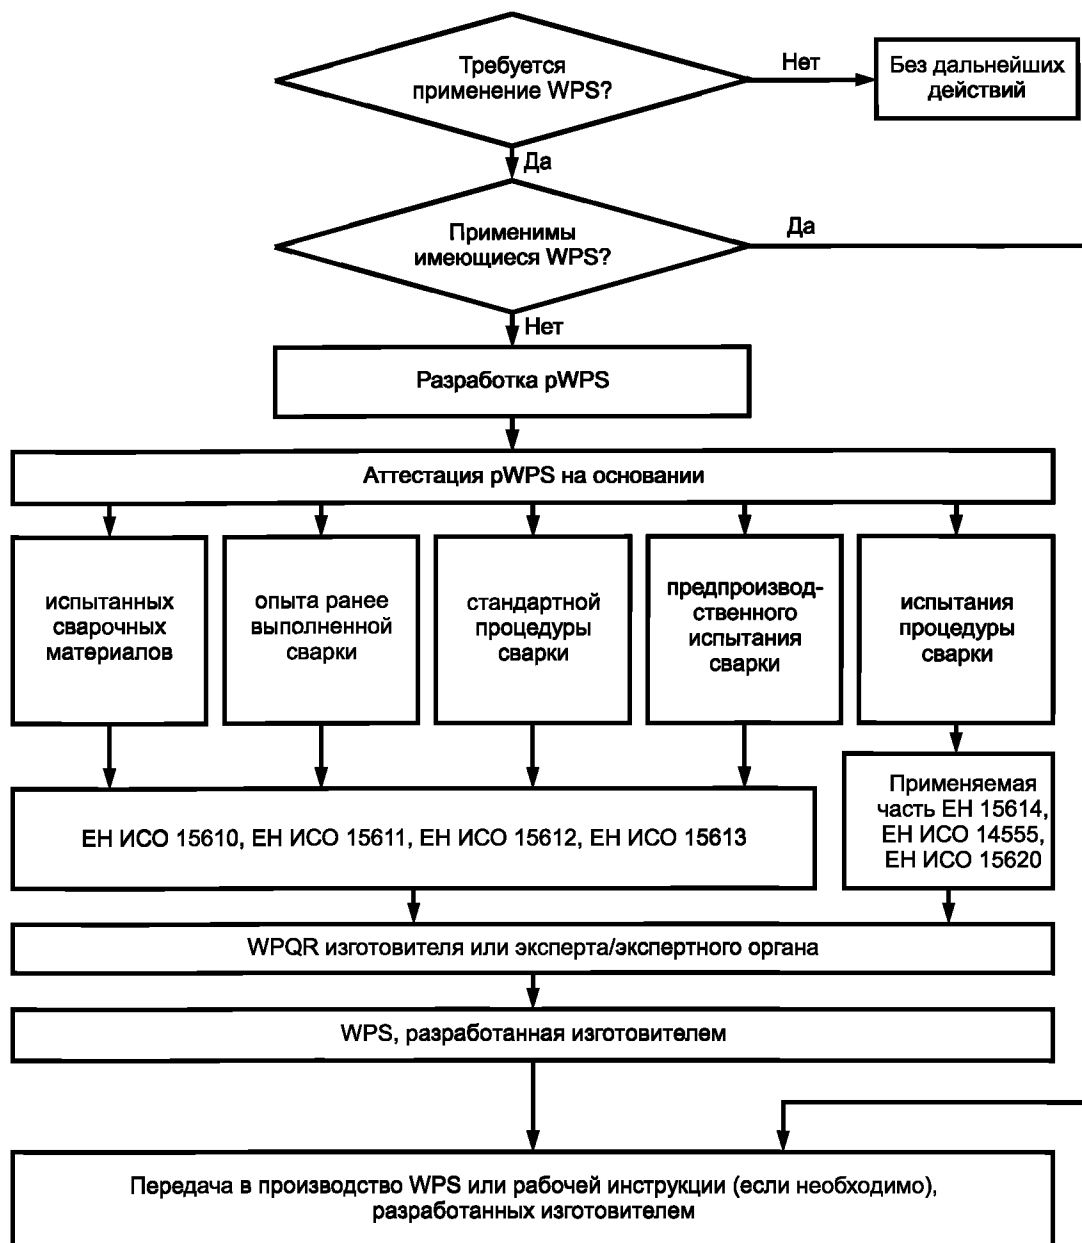 Требуется
применение WPS?
Нет
Без дальнейших
действий
Да
Применимы
имеющиеся WPS?
Да
Нет
Разработка pWPS
Аттестация pWPS на основании
испытанных
сварочных
материалов
опыта ранее
выполненной
сварки
стандартной
процедуры
сварки
предпроизвод-
ственного
испытания
сварки
испытания
процедуры
сварки
ЕН ИСО 15610, ЕН ИСО 15611, ЕН ИСО 15612, ЕН ИСО 15613
Применяемая
часть ЕН 15614,
ЕН ИСО 14555,
ЕН ИСО 15620
WPQR изготовителя или эксперта/экспертного органа
WPS, разработанная изготовителем
Передача в производство WPS или рабочей инструкции (если необходимо),
разработанных изготовителем